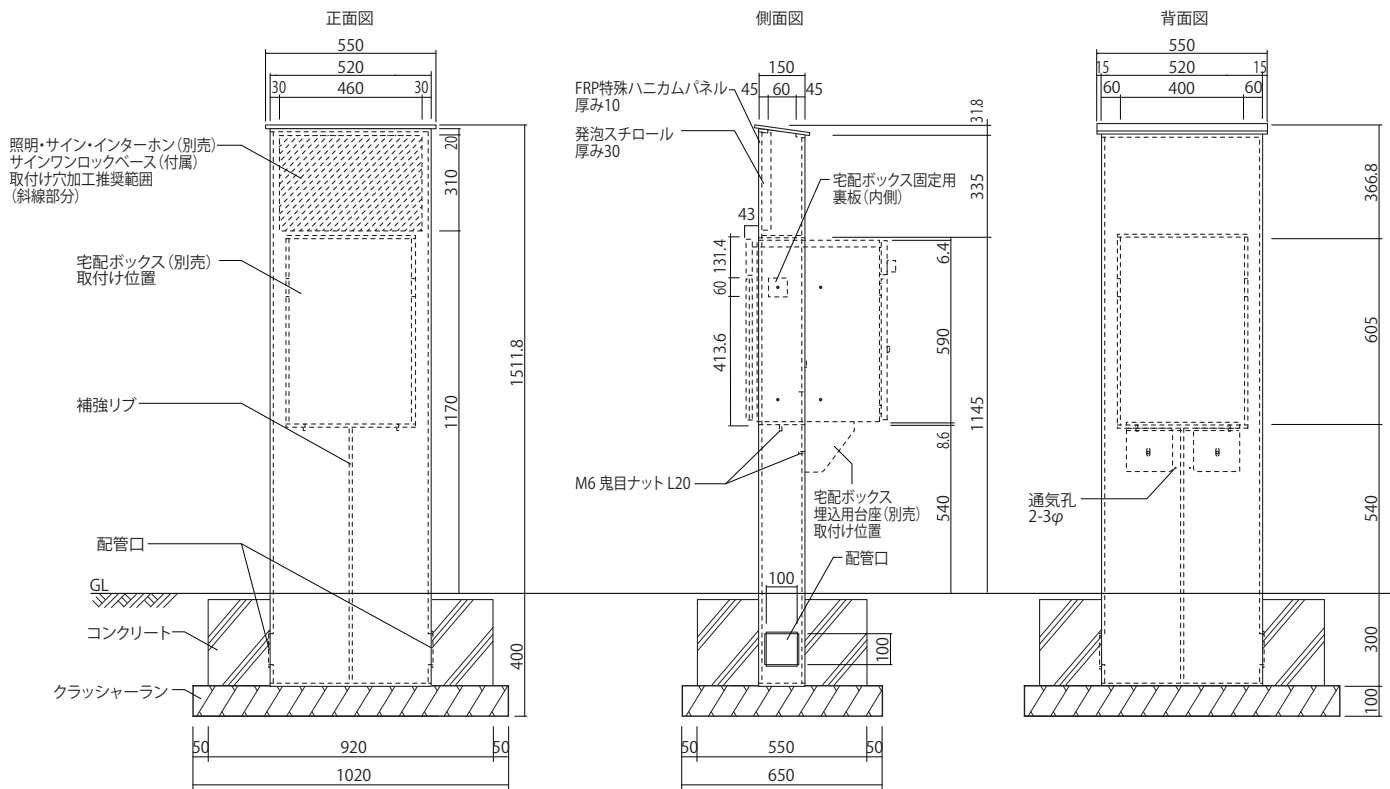 正面図
550
520
30
460
30
照明・サイン・インターホン（別売）
サインワンロックベース（付属）
取付け穴加工推奨範囲
（斜線部分）
20
310
宅配ボックス（別売）
取付け位置
1170
1511.8
補強リブ
配管口
GL
コンクリート
400
クラッシャーラン
50
920
50
1020
側面図
150
45
60
45
FRP特殊ハニカムパネル
厚み10
発泡スチロール
厚み30
31.8
宅配ボックス固定用
裏板（内側）
335
43
131.4
60
413.6
6.4
590
8.6
1145
M6 鬼目ナット L20
宅配ボックス
埋込用台座（別売）
取付け位置
540
配管口
100
100
50
550
50
650
背面図
550
15
520
15
60
400
60
366.8
605
通気孔
2-3φ
540
300
100